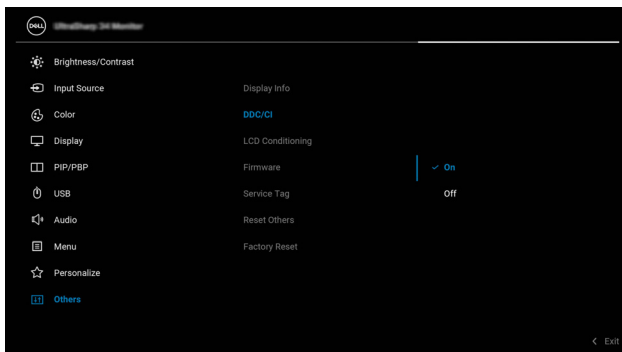 DELL
Brightness/Contrast
Input Source
Display Info
Color
DDC/CI
Display
LCD Conditioning
PIP/PBP
Firmware
On
USB
Service Tag
Off
Audio
Reset Others
Menu
Factory Reset
Personalize
Others
Exit